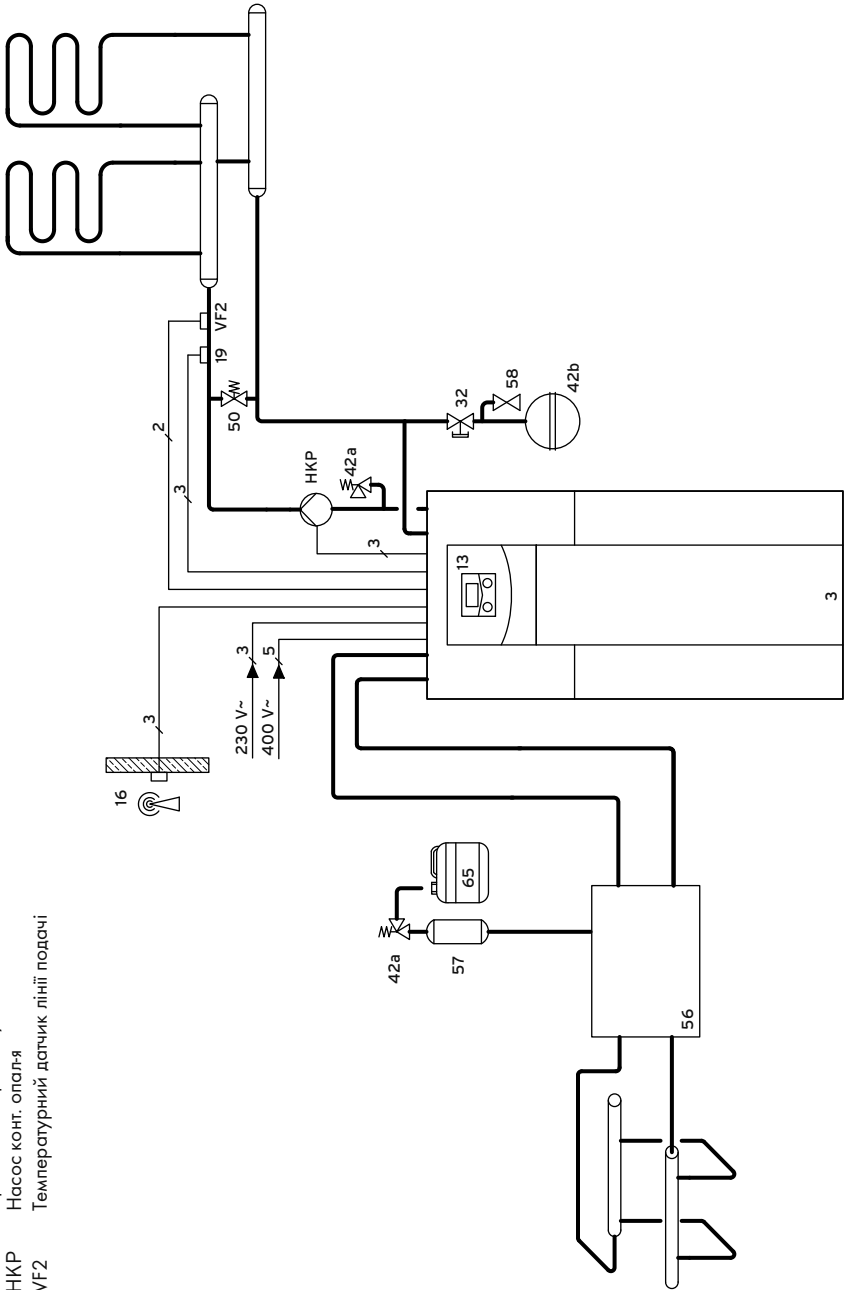 HKP Насос конт. опал-я
VF2 Температурний датчик лінії подачі
16
3
2
3
19
VF2
50
230 V~ 3
400 V~ 5
HKP
42a
3
42a
57
65
13
32
58
42b
56
3